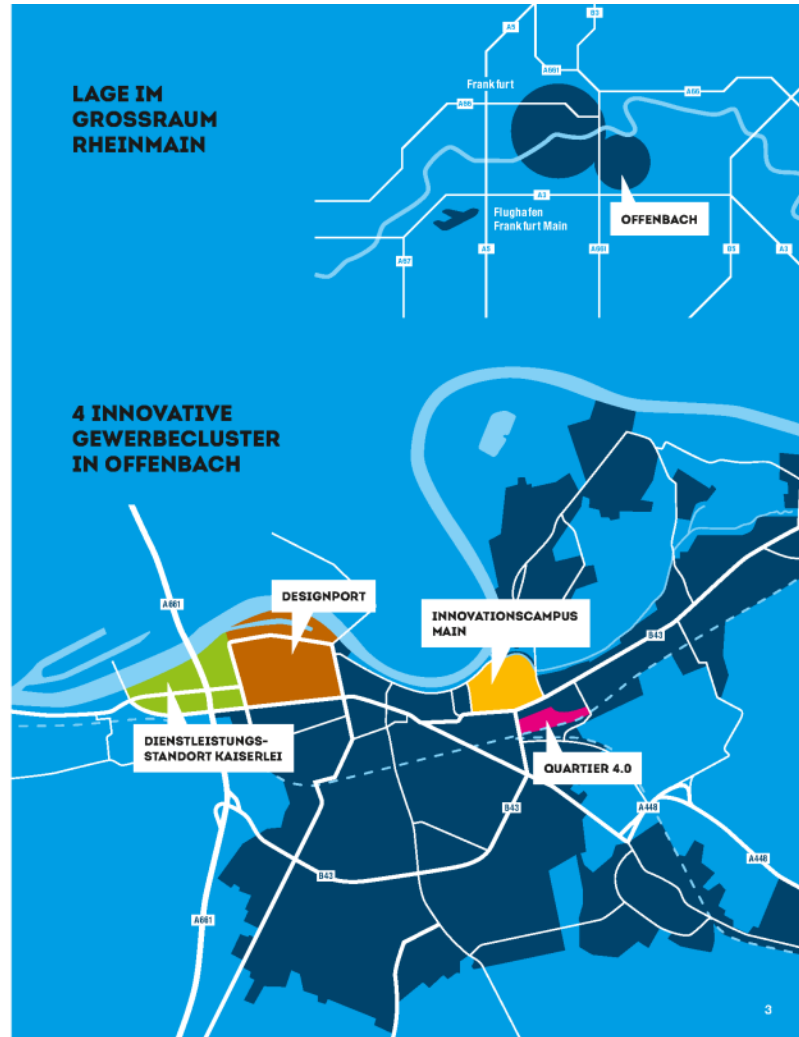 LAGE IM
GROSSRAUM
RHEINMAIN
B3
A5
A661
Frankfurt
A66
A66
A3
Flughafen
Frankfurt Main
OFFENBACH
A67
A5
A661
B5
A3
4 INNOVATIVE
GEWERBECLUSTER
IN OFFENBACH
A661
DESIGNPORT
INNOVATIONSCAMPUS
MAIN
B43
DIENSTLEISTUNGS-
STANDORT KAISERLEI
QUARTIER 4.0
B43
A448
A448
B43
A661
3